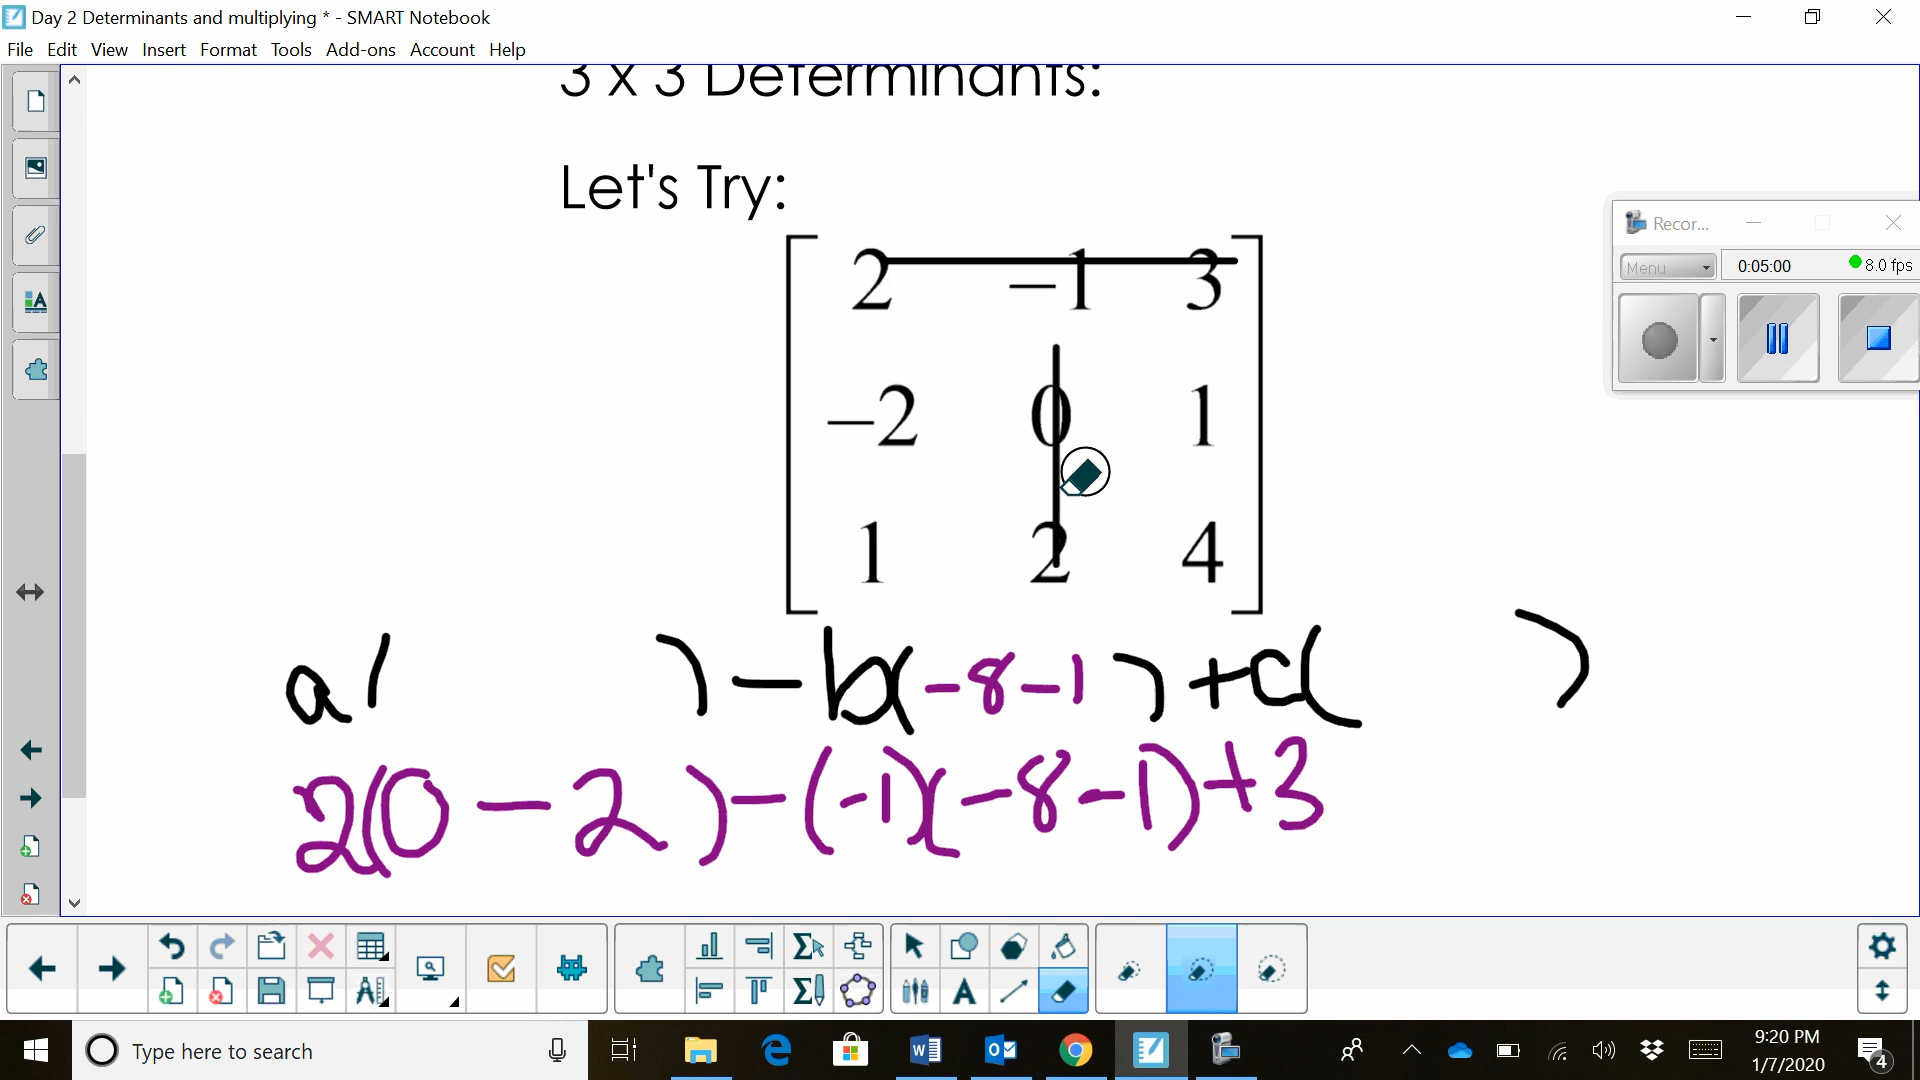 Day 2 Determinants and multiplying * - SMART Notebook
File Edit View Insert Format Tools Add-ons Account Help
3 x 3 Determinants:
Let's Try:
2 −1 3
−2 0 1
1 2 4
a( ) − b( -8-1 ) + c( )
2(0 - 2) - (-1)(-8-1) + 3
Recor...
Menu 0:05:00 8.0 fps
Type here to search
9:20 PM
1/7/2020
4